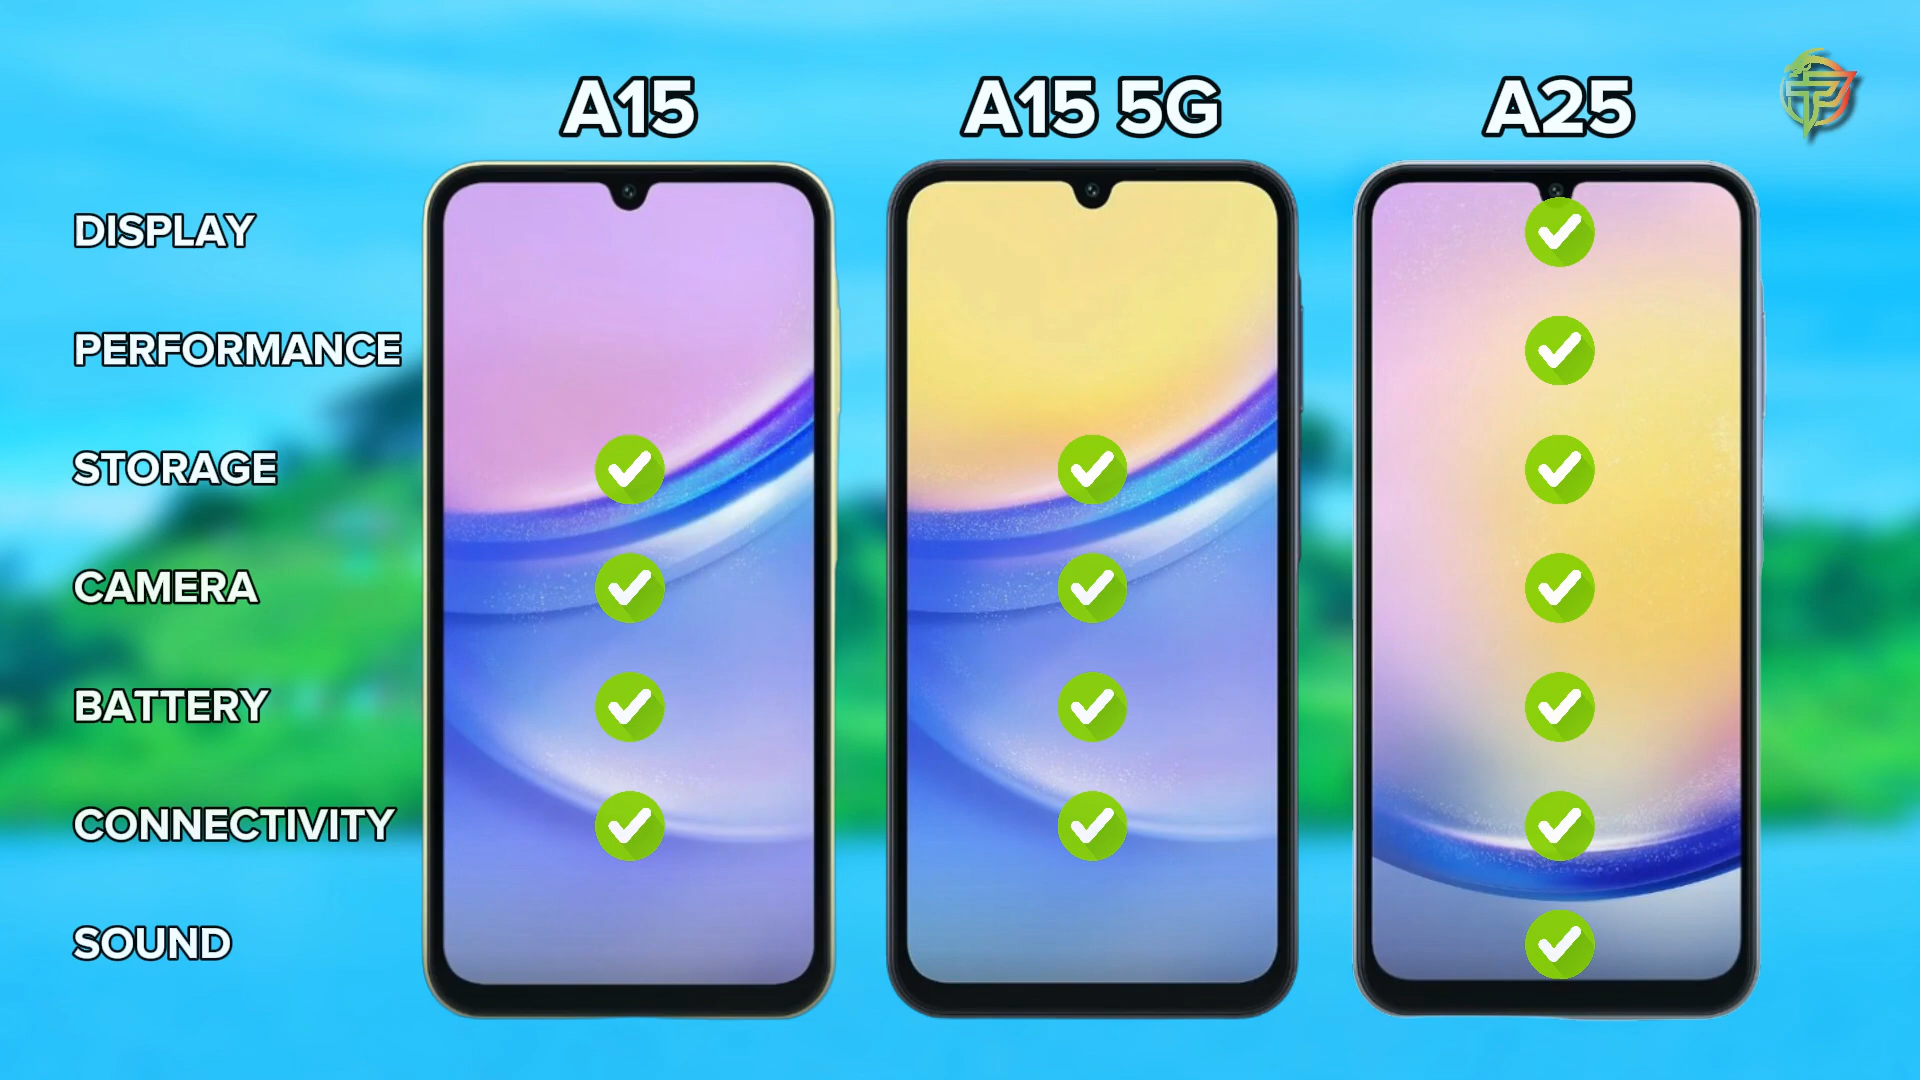 A15 A15 5G A25
DISPLAY
PERFORMANCE
STORAGE
CAMERA
BATTERY
CONNECTIVITY
SOUND